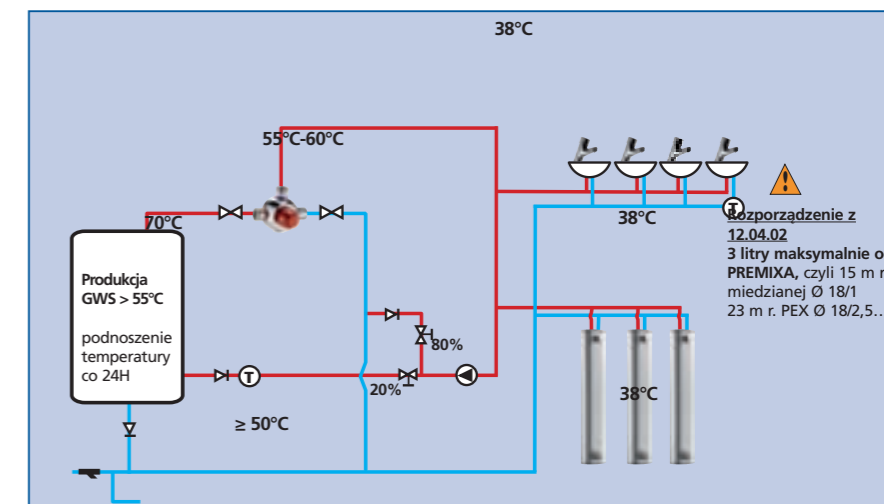 38°C
55°C-60°C
70°C
38°C
T
Rozporządzenie z
12.04.02
3 litry maksymalnie o
PREMIXA, czyli 15 m r
miedzianej Ø 18/1
23 m r. PEX Ø 18/2,5…
Produkcja
GWS > 55°C
podnoszenie
temperatury
co 24H
80%
T
20%
38°C
≥ 50°C